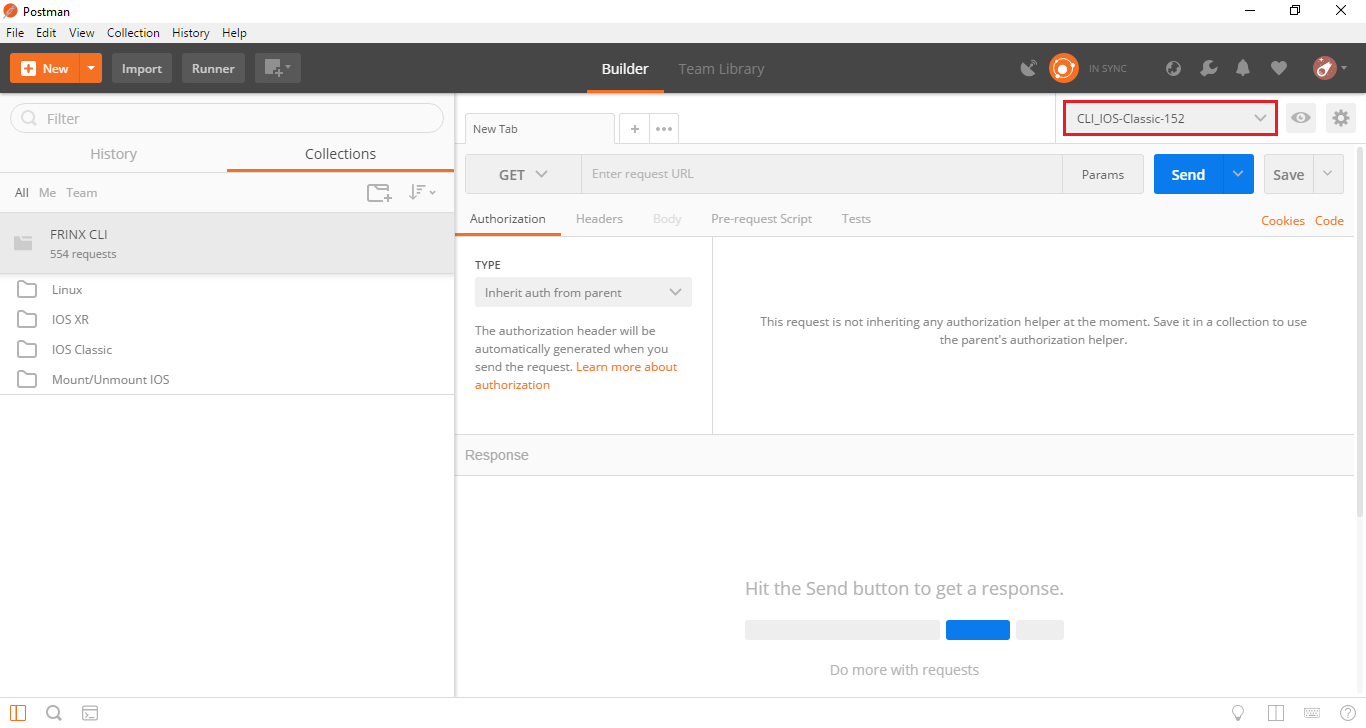 Postman
File Edit View Collection History Help
New Import Runner Builder Team Library IN SYNC
Filter
History Collections
All Me Team
FRINX CLI
554 requests
Linux
IOS XR
IOS Classic
Mount/Unmount IOS
New Tab + ••• CLI_IOS-Classic-152
GET Enter request URL Params Send Save
Authorization Headers Body Pre-request Script Tests Cookies Code
TYPE
Inherit auth from parent
The authorization header will be
automatically generated when you
send the request. Learn more about
authorization
This request is not inheriting any authorization helper at the moment. Save it in a collection to use
the parent's authorization helper.
Response
Hit the Send button to get a response.
Do more with requests